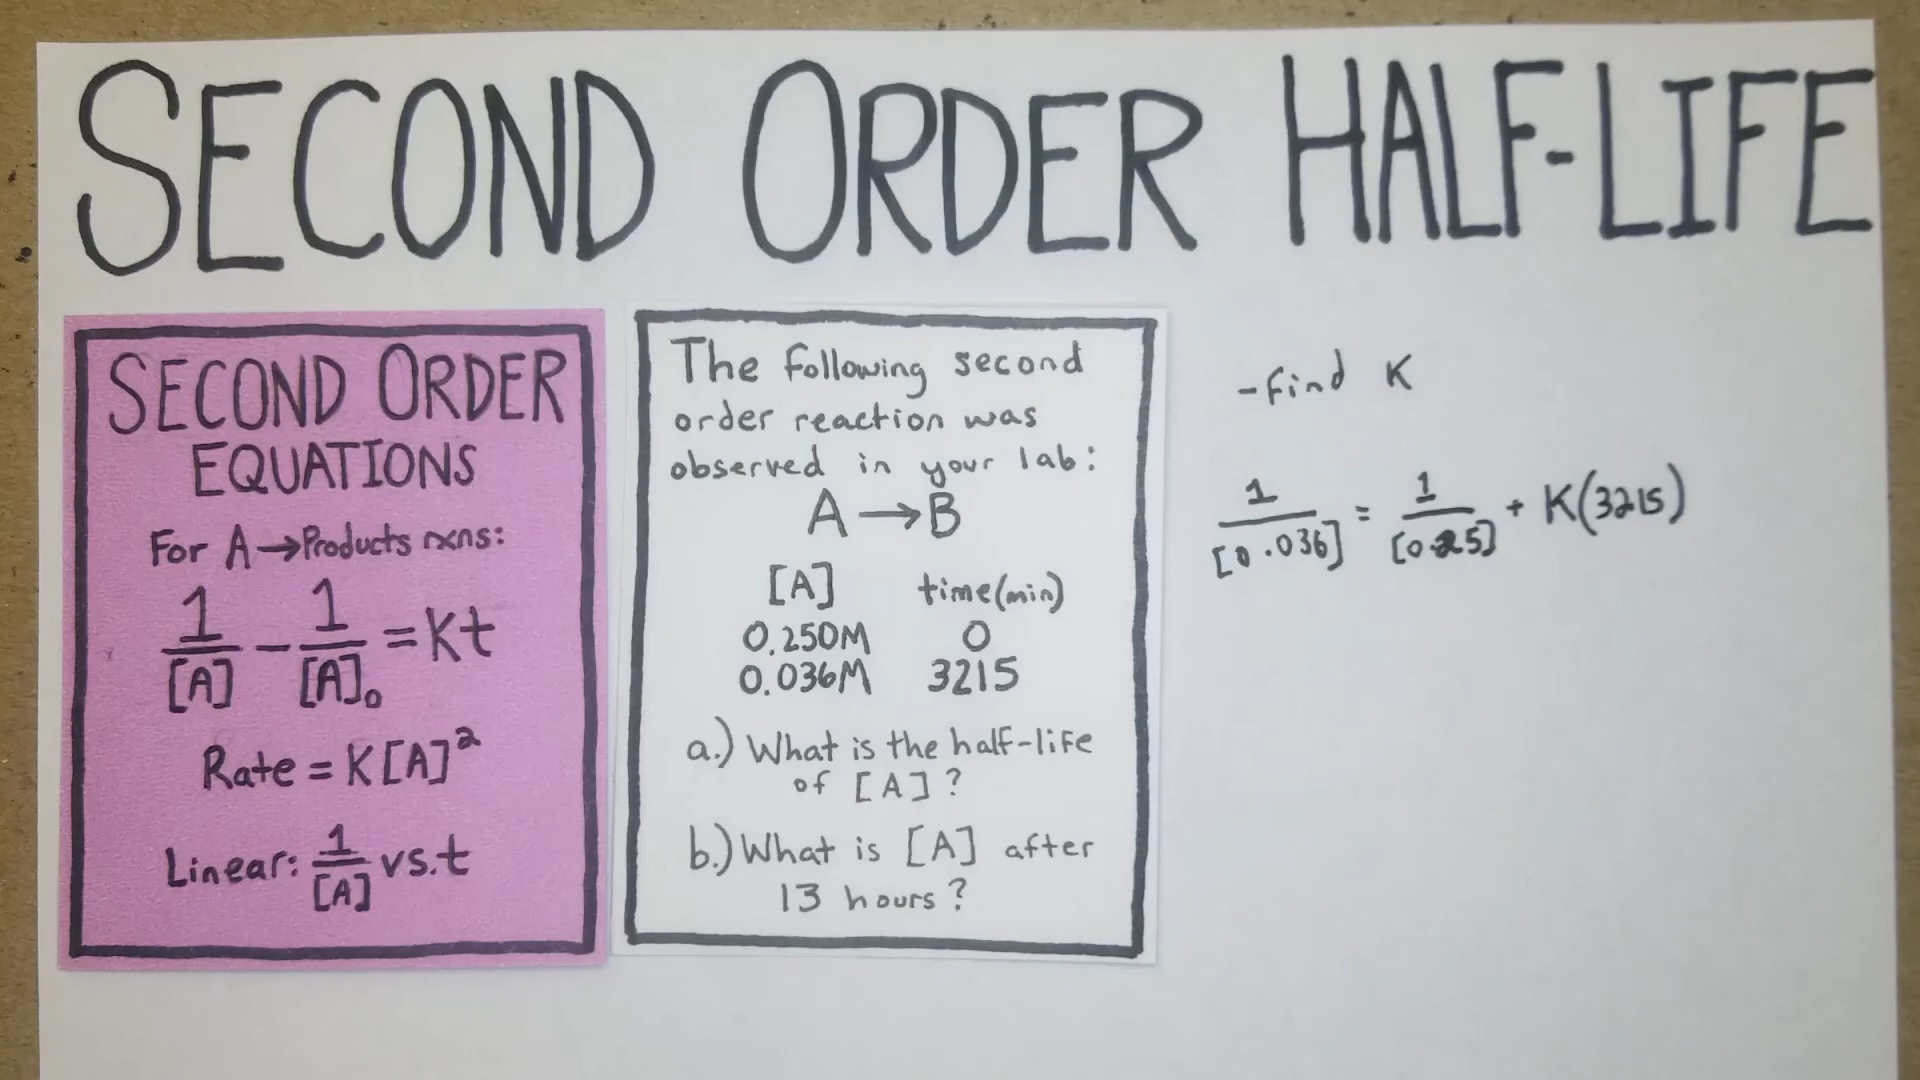 SECOND ORDER HALF-LIFE
SECOND ORDER
EQUATIONS
For A→Products rxns:
1/[A] - 1/[A]₀ = Kt
Rate = K[A]²
Linear: 1/[A] vs. t
The following second
order reaction was
observed in your lab:
A→B
[A] time(min)
0.250M 0
0.036M 3215
a.) What is the half-life
of [A]?
b.) What is [A] after
13 hours?
-find K
1/[0.036] = 1/[0.25] + K(3215)